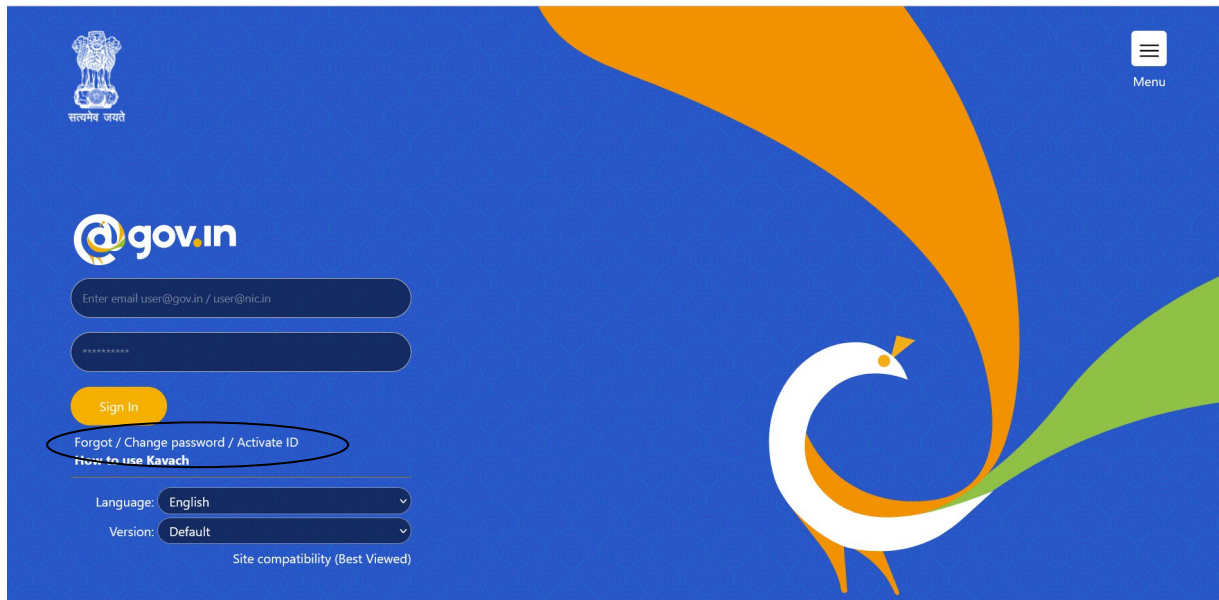 सत्यमेव जयते
Menu
@gov.in
Enter email user@gov.in / user@nic.in
**********
Sign In
Forgot / Change password / Activate ID
How to use Kavach
Language: English
Version: Default
Site compatibility (Best Viewed)